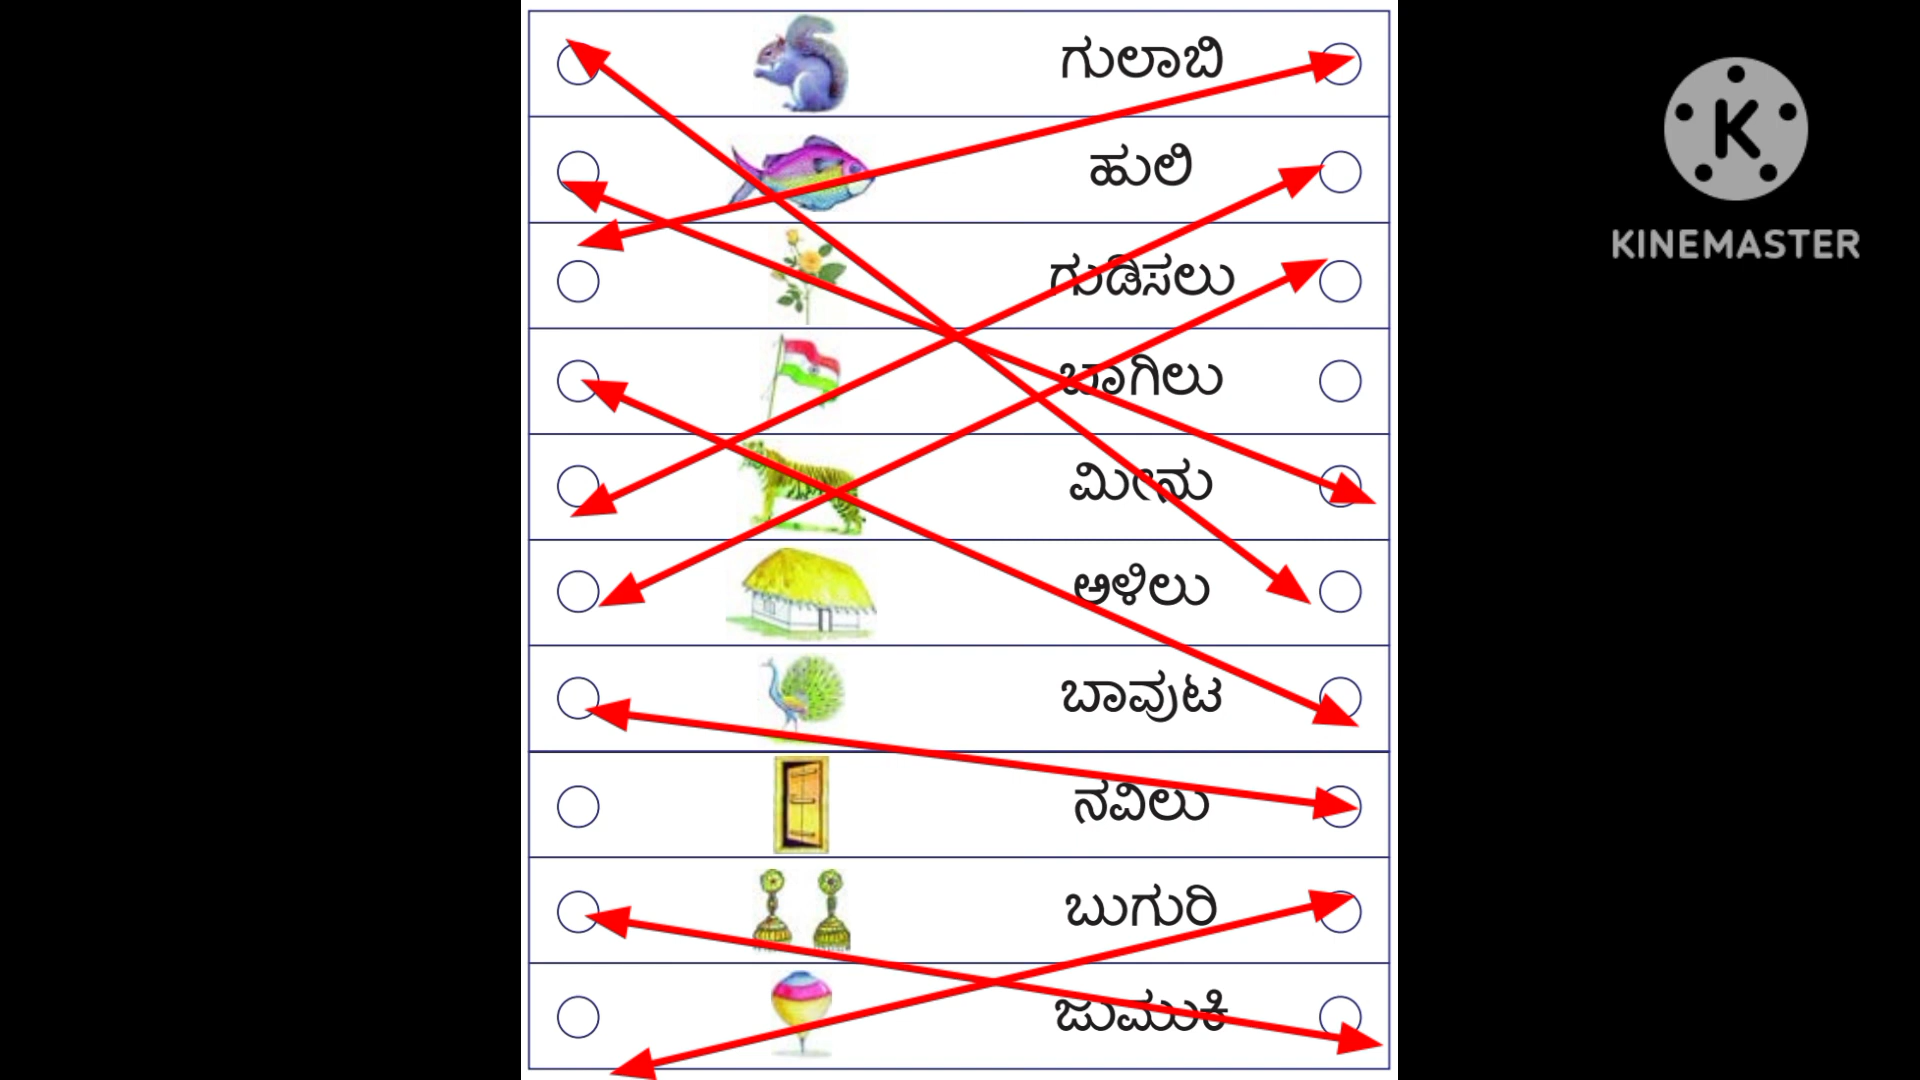 ಗುಲಾಬಿ
ಹುಲಿ
ಗುಡಿಸಲು
ಬಾಗಿಲು
ಮೀನು
ಅಳಿಲು
ಬಾವುಟ
ನವಿಲು
ಬುಗುರಿ
ಜುಮುಕಿ
K
KINEMASTER